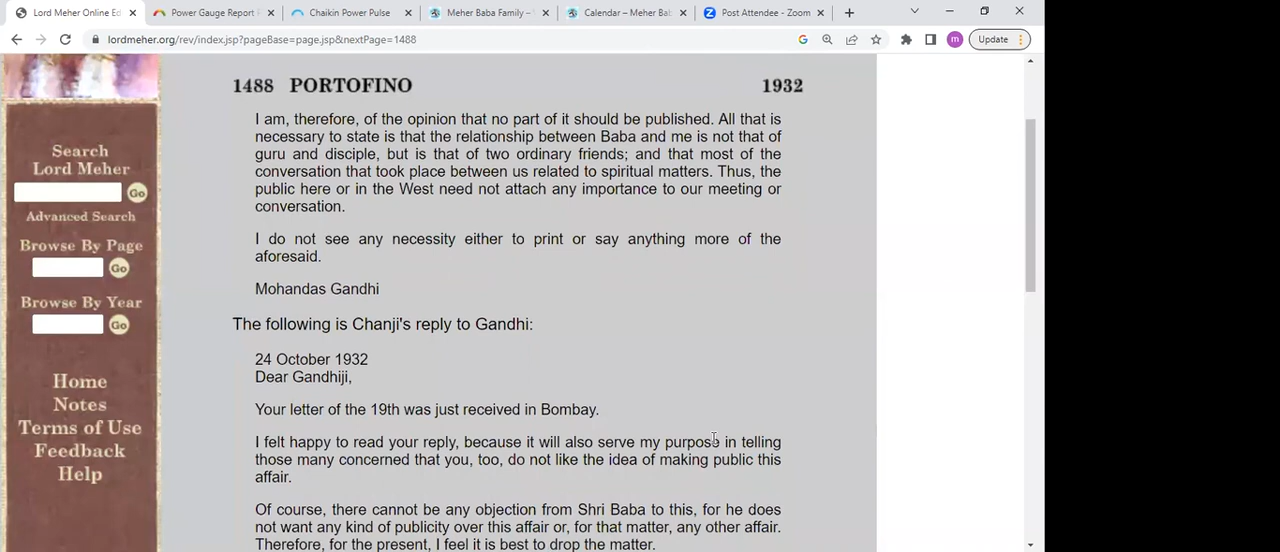 Lord Meher Online Ed
Power Gauge Report
Chaikin Power Pulse
Meher Baba Family –
Calendar – Meher Bab
Post Attendee - Zoom
lordmeher.org/rev/index.jsp?pageBase=page.jsp&nextPage=1488
G
m
Update
Search
Lord Meher
Go
Advanced Search
Browse By Page
Go
Browse By Year
Go
Home
Notes
Terms of Use
Feedback
Help
1488 PORTOFINO 1932
I am, therefore, of the opinion that no part of it should be published. All that is
necessary to state is that the relationship between Baba and me is not that of
guru and disciple, but is that of two ordinary friends; and that most of the
conversation that took place between us related to spiritual matters. Thus, the
public here or in the West need not attach any importance to our meeting or
conversation.
I do not see any necessity either to print or say anything more of the
aforesaid.
Mohandas Gandhi
The following is Chanji's reply to Gandhi:
24 October 1932
Dear Gandhiji,
Your letter of the 19th was just received in Bombay.
I felt happy to read your reply, because it will also serve my purpose in telling
those many concerned that you, too, do not like the idea of making public this
affair.
Of course, there cannot be any objection from Shri Baba to this, for he does
not want any kind of publicity over this affair or, for that matter, any other affair.
Therefore, for the present, I feel it is best to drop the matter.